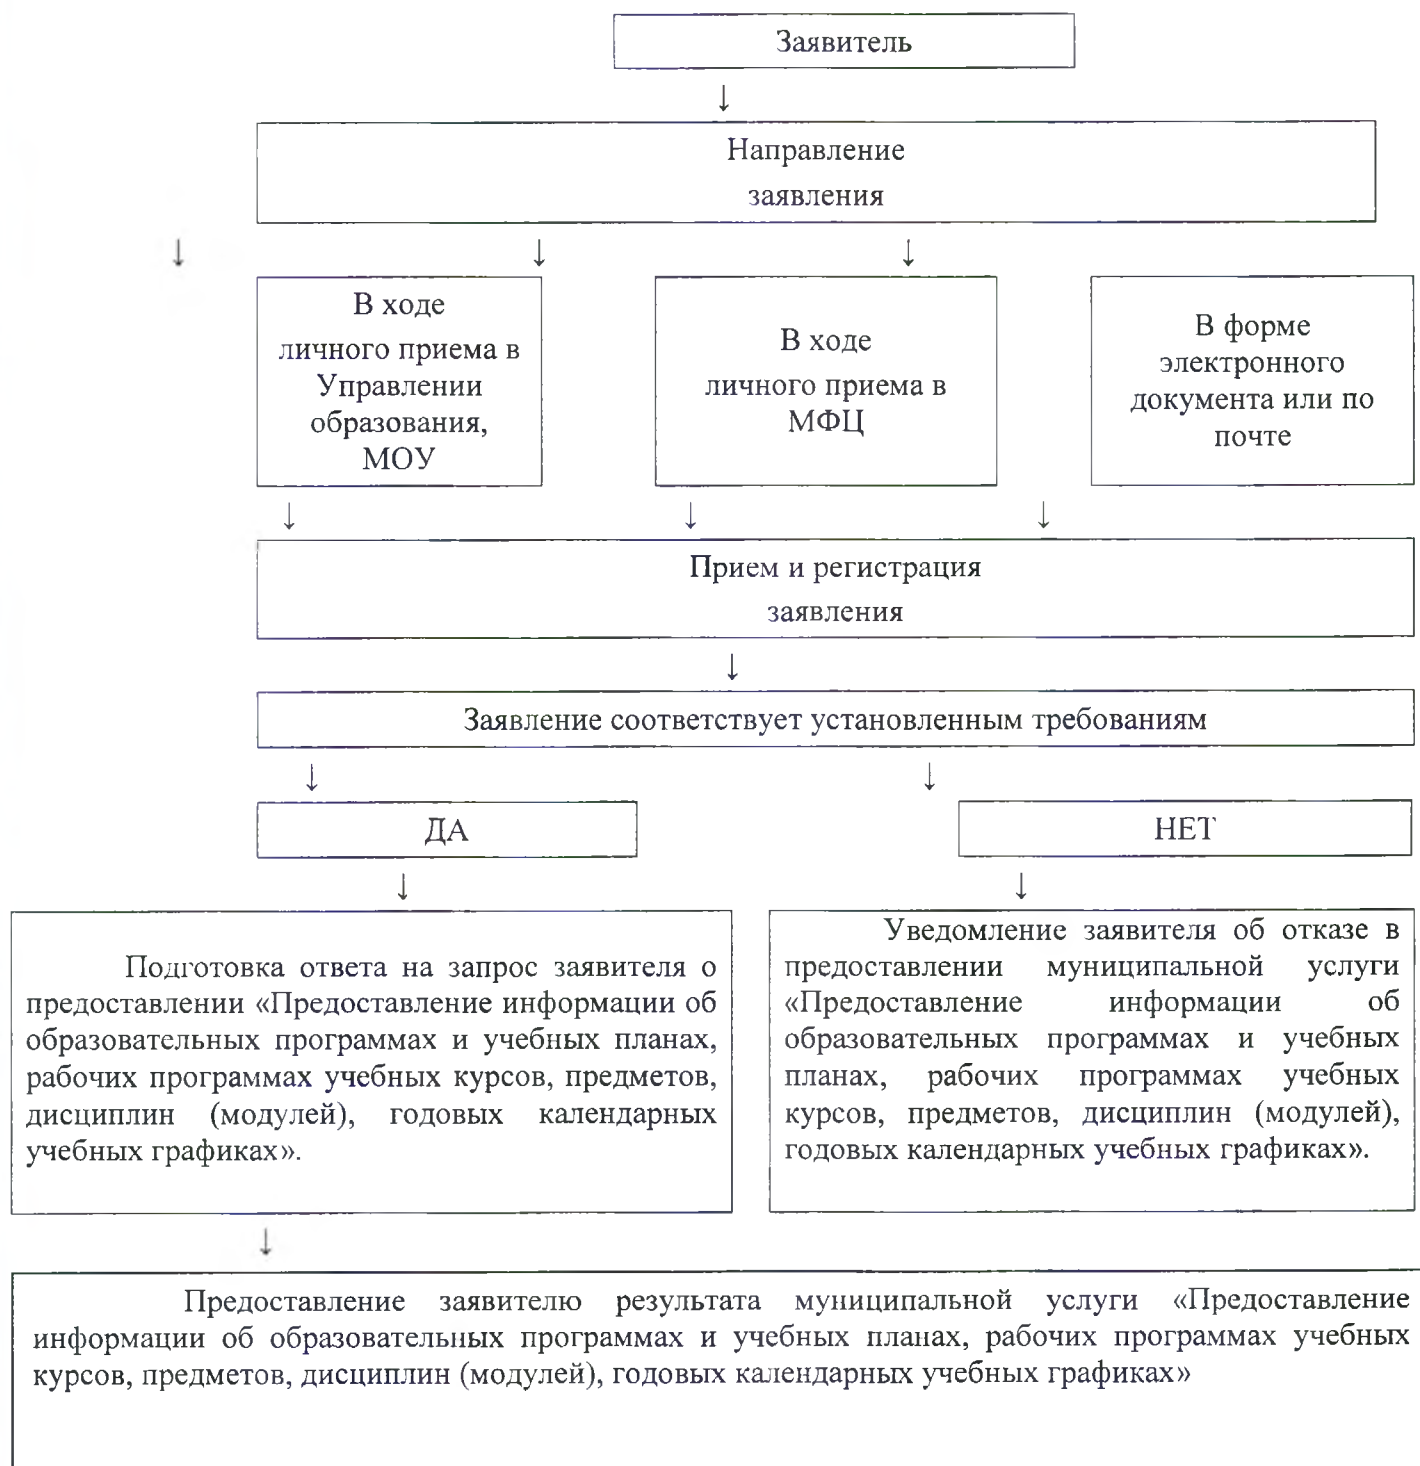 Заявитель
↓
Направление
заявления
↓ ↓ ↓
В ходе
личного приема в
Управлении
образования,
МОУ
В ходе
личного приема в
МФЦ
В форме
электронного
документа или по
почте
↓ ↓ ↓
Прием и регистрация
заявления
↓
Заявление соответствует установленным требованиям
↓ ↓
ДА
НЕТ
↓ ↓
Подготовка ответа на запрос заявителя о
предоставлении «Предоставление информации об
образовательных программах и учебных планах,
рабочих программах учебных курсов, предметов,
дисциплин (модулей), годовых календарных
учебных графиках».
Уведомление заявителя об отказе в
предоставлении муниципальной услуги
«Предоставление информации об
образовательных программах и учебных
планах, рабочих программах учебных
курсов, предметов, дисциплин (модулей),
годовых календарных учебных графиках».
↓
Предоставление заявителю результата муниципальной услуги «Предоставление
информации об образовательных программах и учебных планах, рабочих программах учебных
курсов, предметов, дисциплин (модулей), годовых календарных учебных графиках»